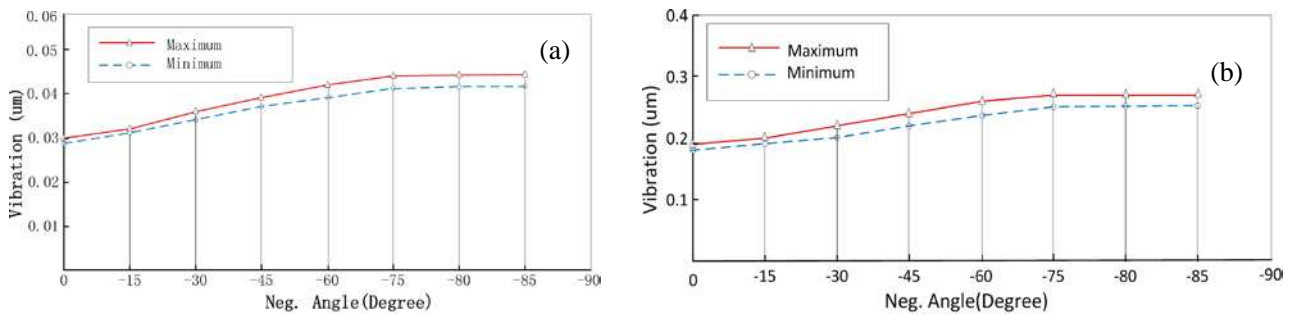 0.06
0.05
0.04
0.03
0.02
0.01
Vibration (um)
Maximum
Minimum
(a)
0 -15 -30 -45 -60 -75 -80 -85 -90
Neg. Angle(Degree)
0.4
0.3
0.2
0.1
Vibration (um)
Maximum
Minimum
(b)
0 -15 -30 -45 -60 -75 -80 -85 -90
Neg. Angle(Degree)